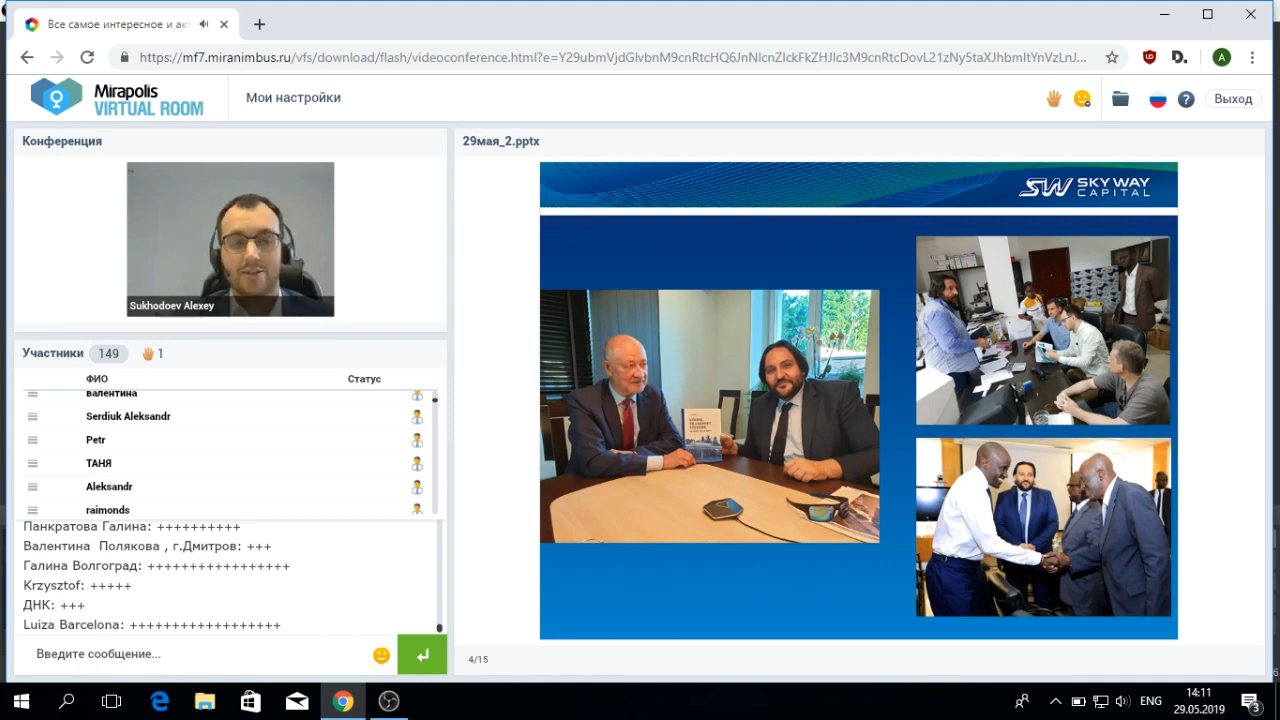 Все самое интересное и ак
https://mf7.miranimbus.ru/vfs/download/flash/videoconference.html?e=Y29ubmVjdGlvbnM9cnRtcHQ6JnNlcnZlckFkZHJlc3M9cnRtcDovL21zNy5taXJhbmltYnVzLnJ...
Mirapolis
VIRTUAL ROOM
Мои настройки
Выход
Конференция
Sukhodoev Alexey
Участники 149 1
ФИО Статус
валентина
Serdiuk Aleksandr
Petr
ТАНЯ
Aleksandr
raimonds
Панкратова Галина: ++++++++++
Валентина Полякова , г.Дмитров: +++
Галина Волгоград: +++++++++++++++++
Krzysztof: +++++
ДНК: +++
Luiza Barcelona: ++++++++++++++++++
Введите сообщение...
29мая_2.pptx
SW SKY WAY
CAPITAL
4/15
ENG
14:11
29.05.2019
3